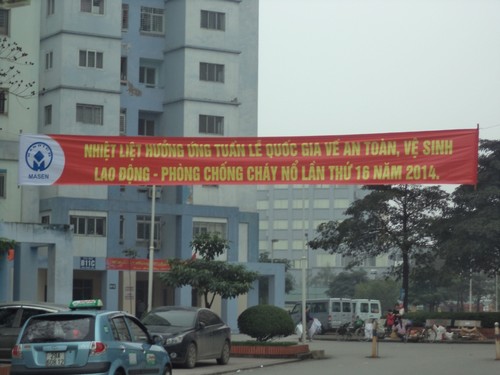 NHIỆT LIỆT HƯỞNG ỨNG TUẦN LỄ QUỐC GIA VỀ AN TOÀN, VỆ SINH
LAO ĐỘNG - PHÒNG CHỐNG CHÁY NỔ LẦN THỨ 16 NĂM 2014.
MASEN
B11C